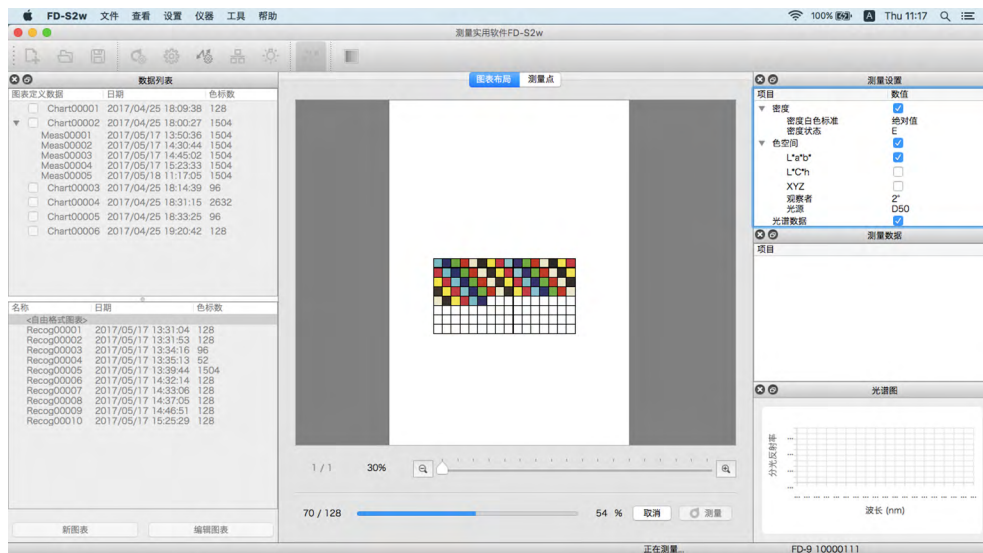 FD-S2w 文件 查看 设置 仪器 工具 帮助 100% A Thu 11:17
测量实用软件FD-S2w
数据列表
图表定义数据 日期 色标数
Chart00001 2017/04/25 18:09:38 128
Chart00002 2017/04/25 18:00:27 1504
Meas00001 2017/05/17 13:50:36 1504
Meas00002 2017/05/17 14:30:44 1504
Meas00003 2017/05/17 14:45:02 1504
Meas00004 2017/05/17 15:23:33 1504
Meas00005 2017/05/18 11:17:05 1504
Chart00003 2017/04/25 18:14:39 96
Chart00004 2017/04/25 18:31:15 2632
Chart00005 2017/04/25 18:33:25 96
Chart00006 2017/04/25 19:20:42 128
名称 日期 色标数
<自由格式图表>
Recog00001 2017/05/17 13:31:04 128
Recog00002 2017/05/17 13:31:53 128
Recog00003 2017/05/17 13:34:16 96
Recog00004 2017/05/17 13:35:13 52
Recog00005 2017/05/17 13:39:44 1504
Recog00006 2017/05/17 14:32:14 128
Recog00007 2017/05/17 14:33:06 128
Recog00008 2017/05/17 14:37:05 128
Recog00009 2017/05/17 14:46:51 128
Recog00010 2017/05/17 15:25:29 128
新图表 编辑图表
图表布局 测量点
1 / 1 30%
70 / 128 54 % 取消 测量
测量设置
项目 数值
密度
密度白色标准 绝对值
密度状态 E
色空间
L*a*b*
L*C*h
XYZ
观察者 2°
光源 D50
光谱数据
测量数据
项目
光谱图
分光反射率
波长 (nm)
正在测量... FD-9 10000111